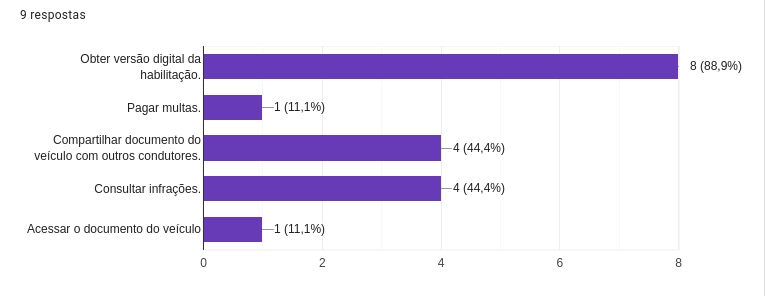 9 respostas
Obter versão digital da
habilitação.
8 (88,9%)
Pagar multas.
1 (11,1%)
Compartilhar documento do
veículo com outros condutores.
4 (44,4%)
Consultar infrações.
4 (44,4%)
Acessar o documento do veículo
1 (11,1%)
0 2 4 6 8